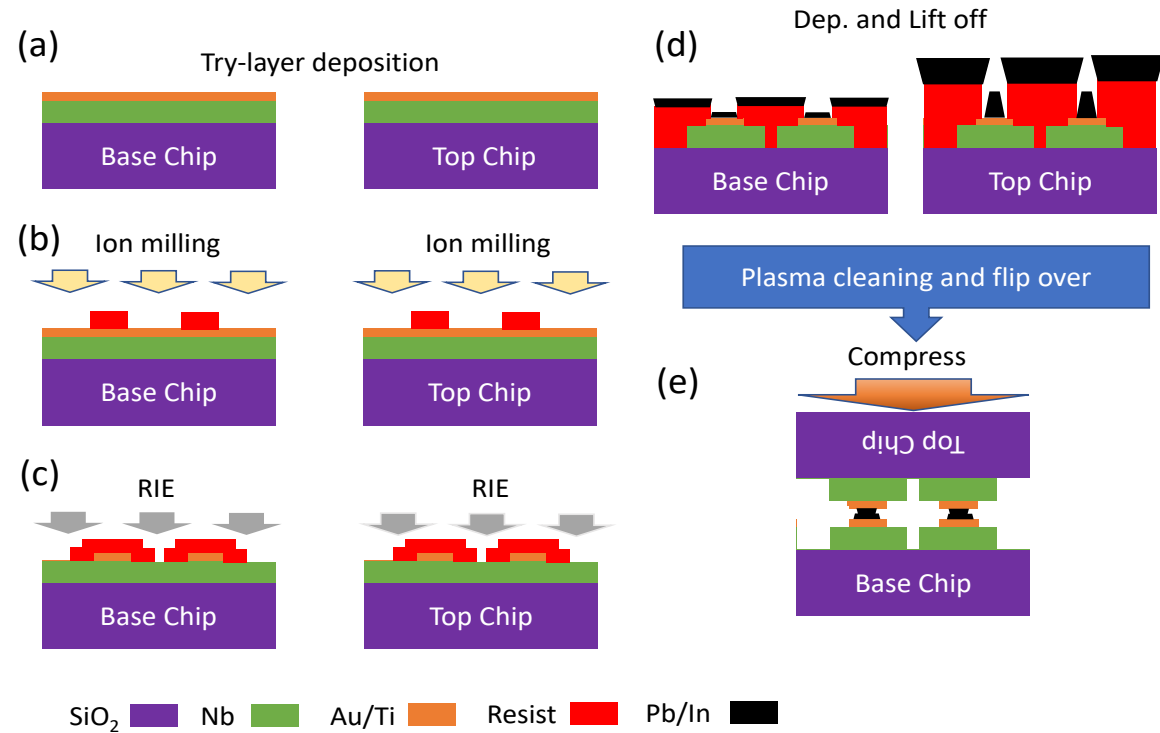 (a)
Try-layer deposition
Base Chip
Top Chip
(b)
Ion milling
Ion milling
Base Chip
Top Chip
(c)
RIE
RIE
Base Chip
Top Chip
(d)
Dep. and Lift off
Base Chip
Top Chip
Plasma cleaning and flip over
Compress
(e)
Top Chip
Base Chip
SiO₂ Nb Au/Ti Resist Pb/In